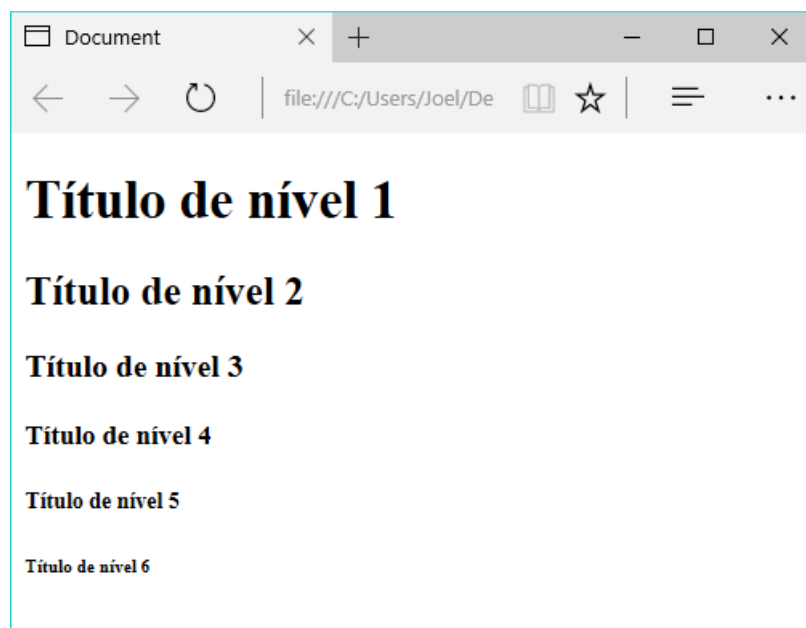 Document
file:///C:/Users/Joel/De
Título de nível 1
Título de nível 2
Título de nível 3
Título de nível 4
Título de nível 5
Título de nível 6